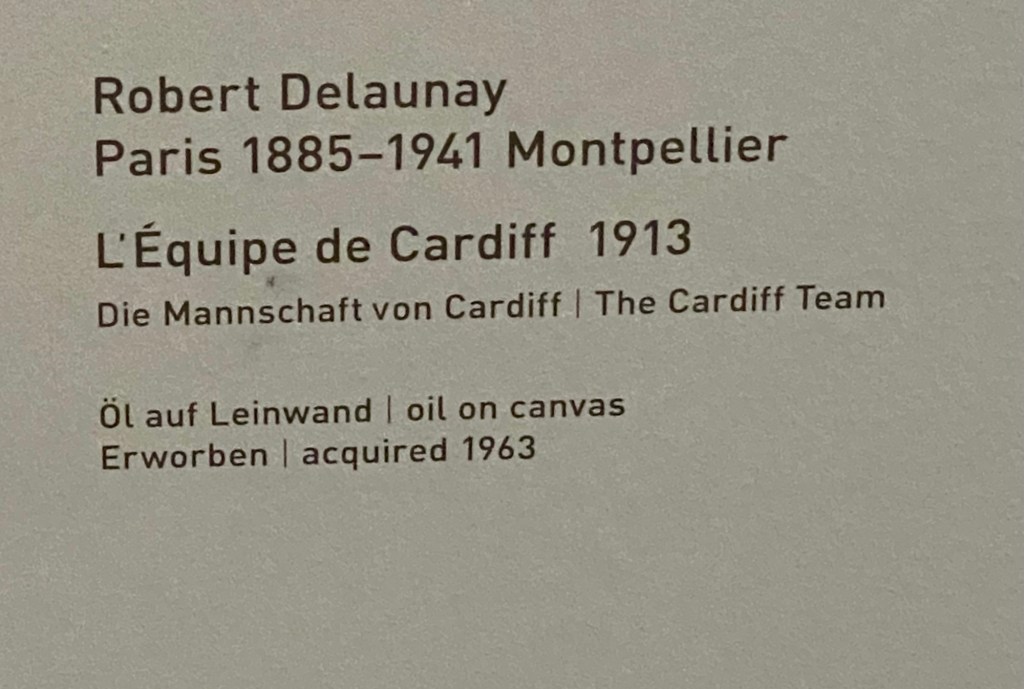 Robert Delaunay
Paris 1885–1941 Montpellier
L'Équipe de Cardiff 1913
Die Mannschaft von Cardiff | The Cardiff Team
Öl auf Leinwand | oil on canvas
Erworben | acquired 1963